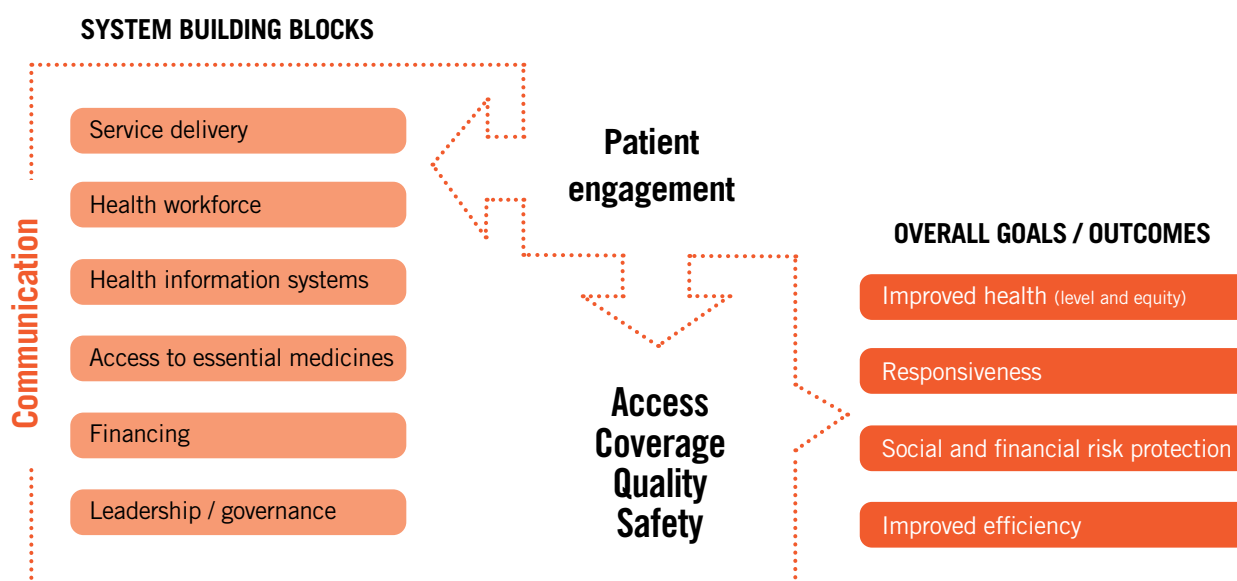 SYSTEM BUILDING BLOCKS
Communication
Service delivery
Health workforce
Health information systems
Access to essential medicines
Financing
Leadership / governance
Patient
engagement
Access
Coverage
Quality
Safety
OVERALL GOALS / OUTCOMES
Improved health (level and equity)
Responsiveness
Social and financial risk protection
Improved efficiency